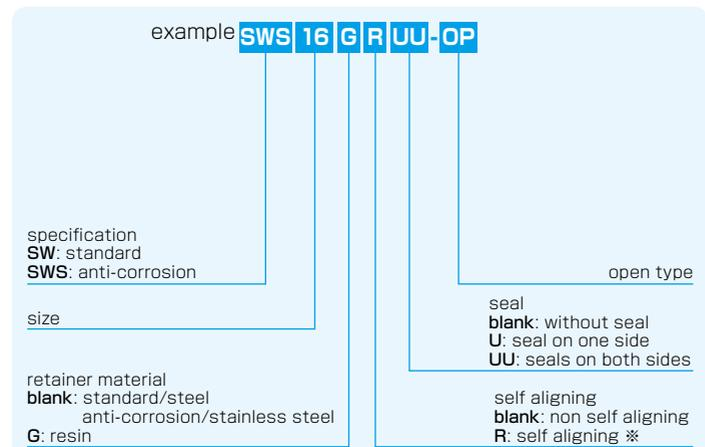 example SWS 16 G R UU-OP
specification
SW: standard
SWS: anti-corrosion
size
retainer material
blank: standard/steel
anti-corrosion/stainless steel
G: resin
open type
seal
blank: without seal
U: seal on one side
UU: seals on both sides
self aligning
blank: non self aligning
R: self aligning ※